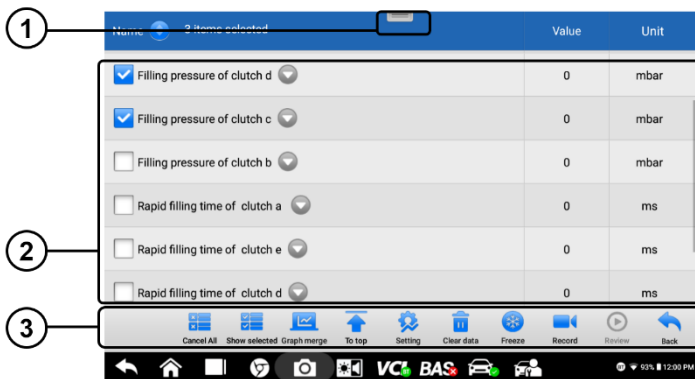 1
Name 3 items selected Value Unit
Filling pressure of clutch d 0 mbar
Filling pressure of clutch c 0 mbar
Filling pressure of clutch b 0 mbar
Rapid filling time of clutch a 0 ms
2
Rapid filling time of clutch e 0 ms
Rapid filling time of clutch d 0 ms
3
Cancel All Show selected Graph merge To top Setting Clear data Freeze Record Review Back
VCI BAS 93% 12:00 PM